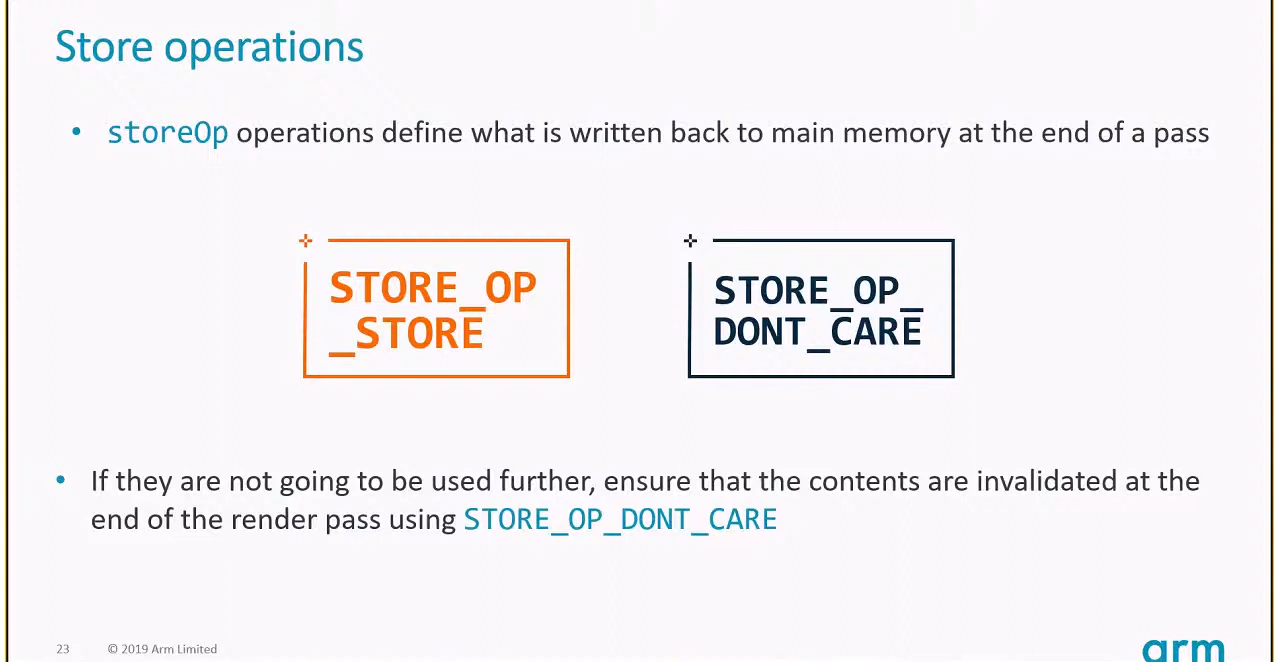 Store operations
• storeOp operations define what is written back to main memory at the end of a pass
STORE_OP
_STORE
STORE_OP_
DONT_CARE
• If they are not going to be used further, ensure that the contents are invalidated at the
end of the render pass using STORE_OP_DONT_CARE
23 © 2019 Arm Limited
arm